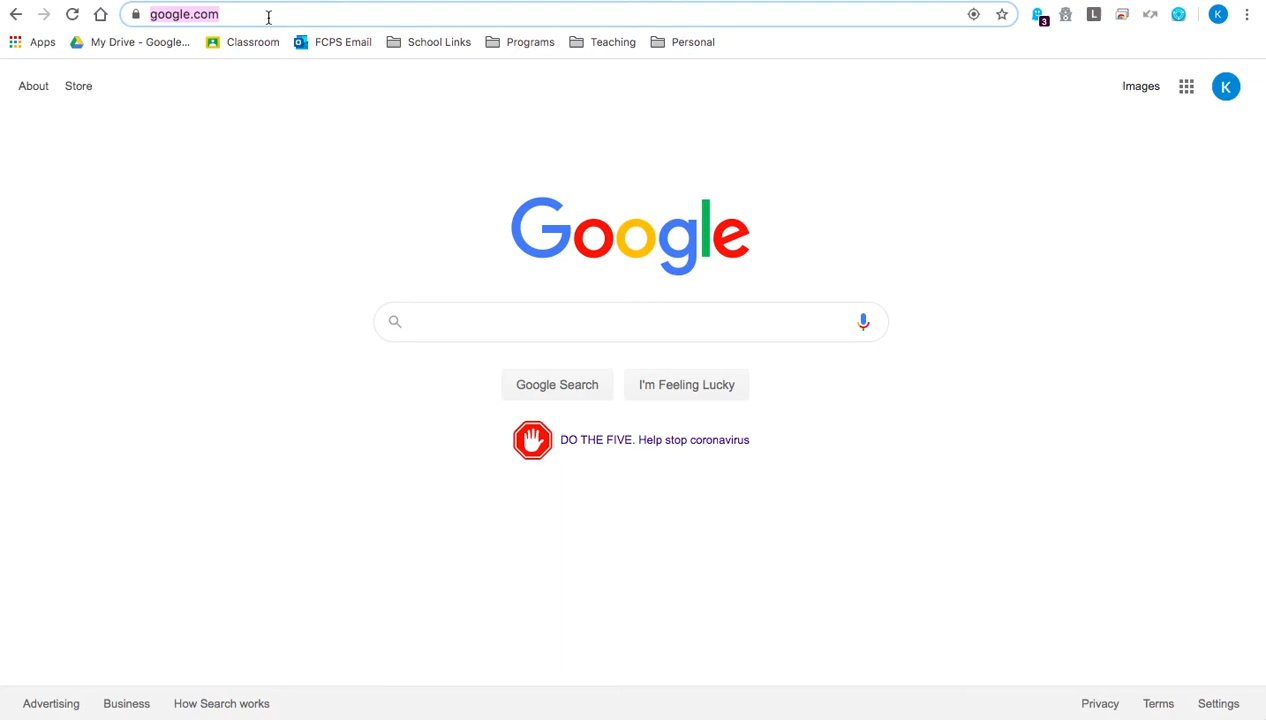 google.com
3
L
K
Apps My Drive - Google... Classroom FCPS Email School Links Programs Teaching Personal
About Store Images K
Google
Google Search I'm Feeling Lucky
DO THE FIVE. Help stop coronavirus
Advertising Business How Search works Privacy Terms Settings